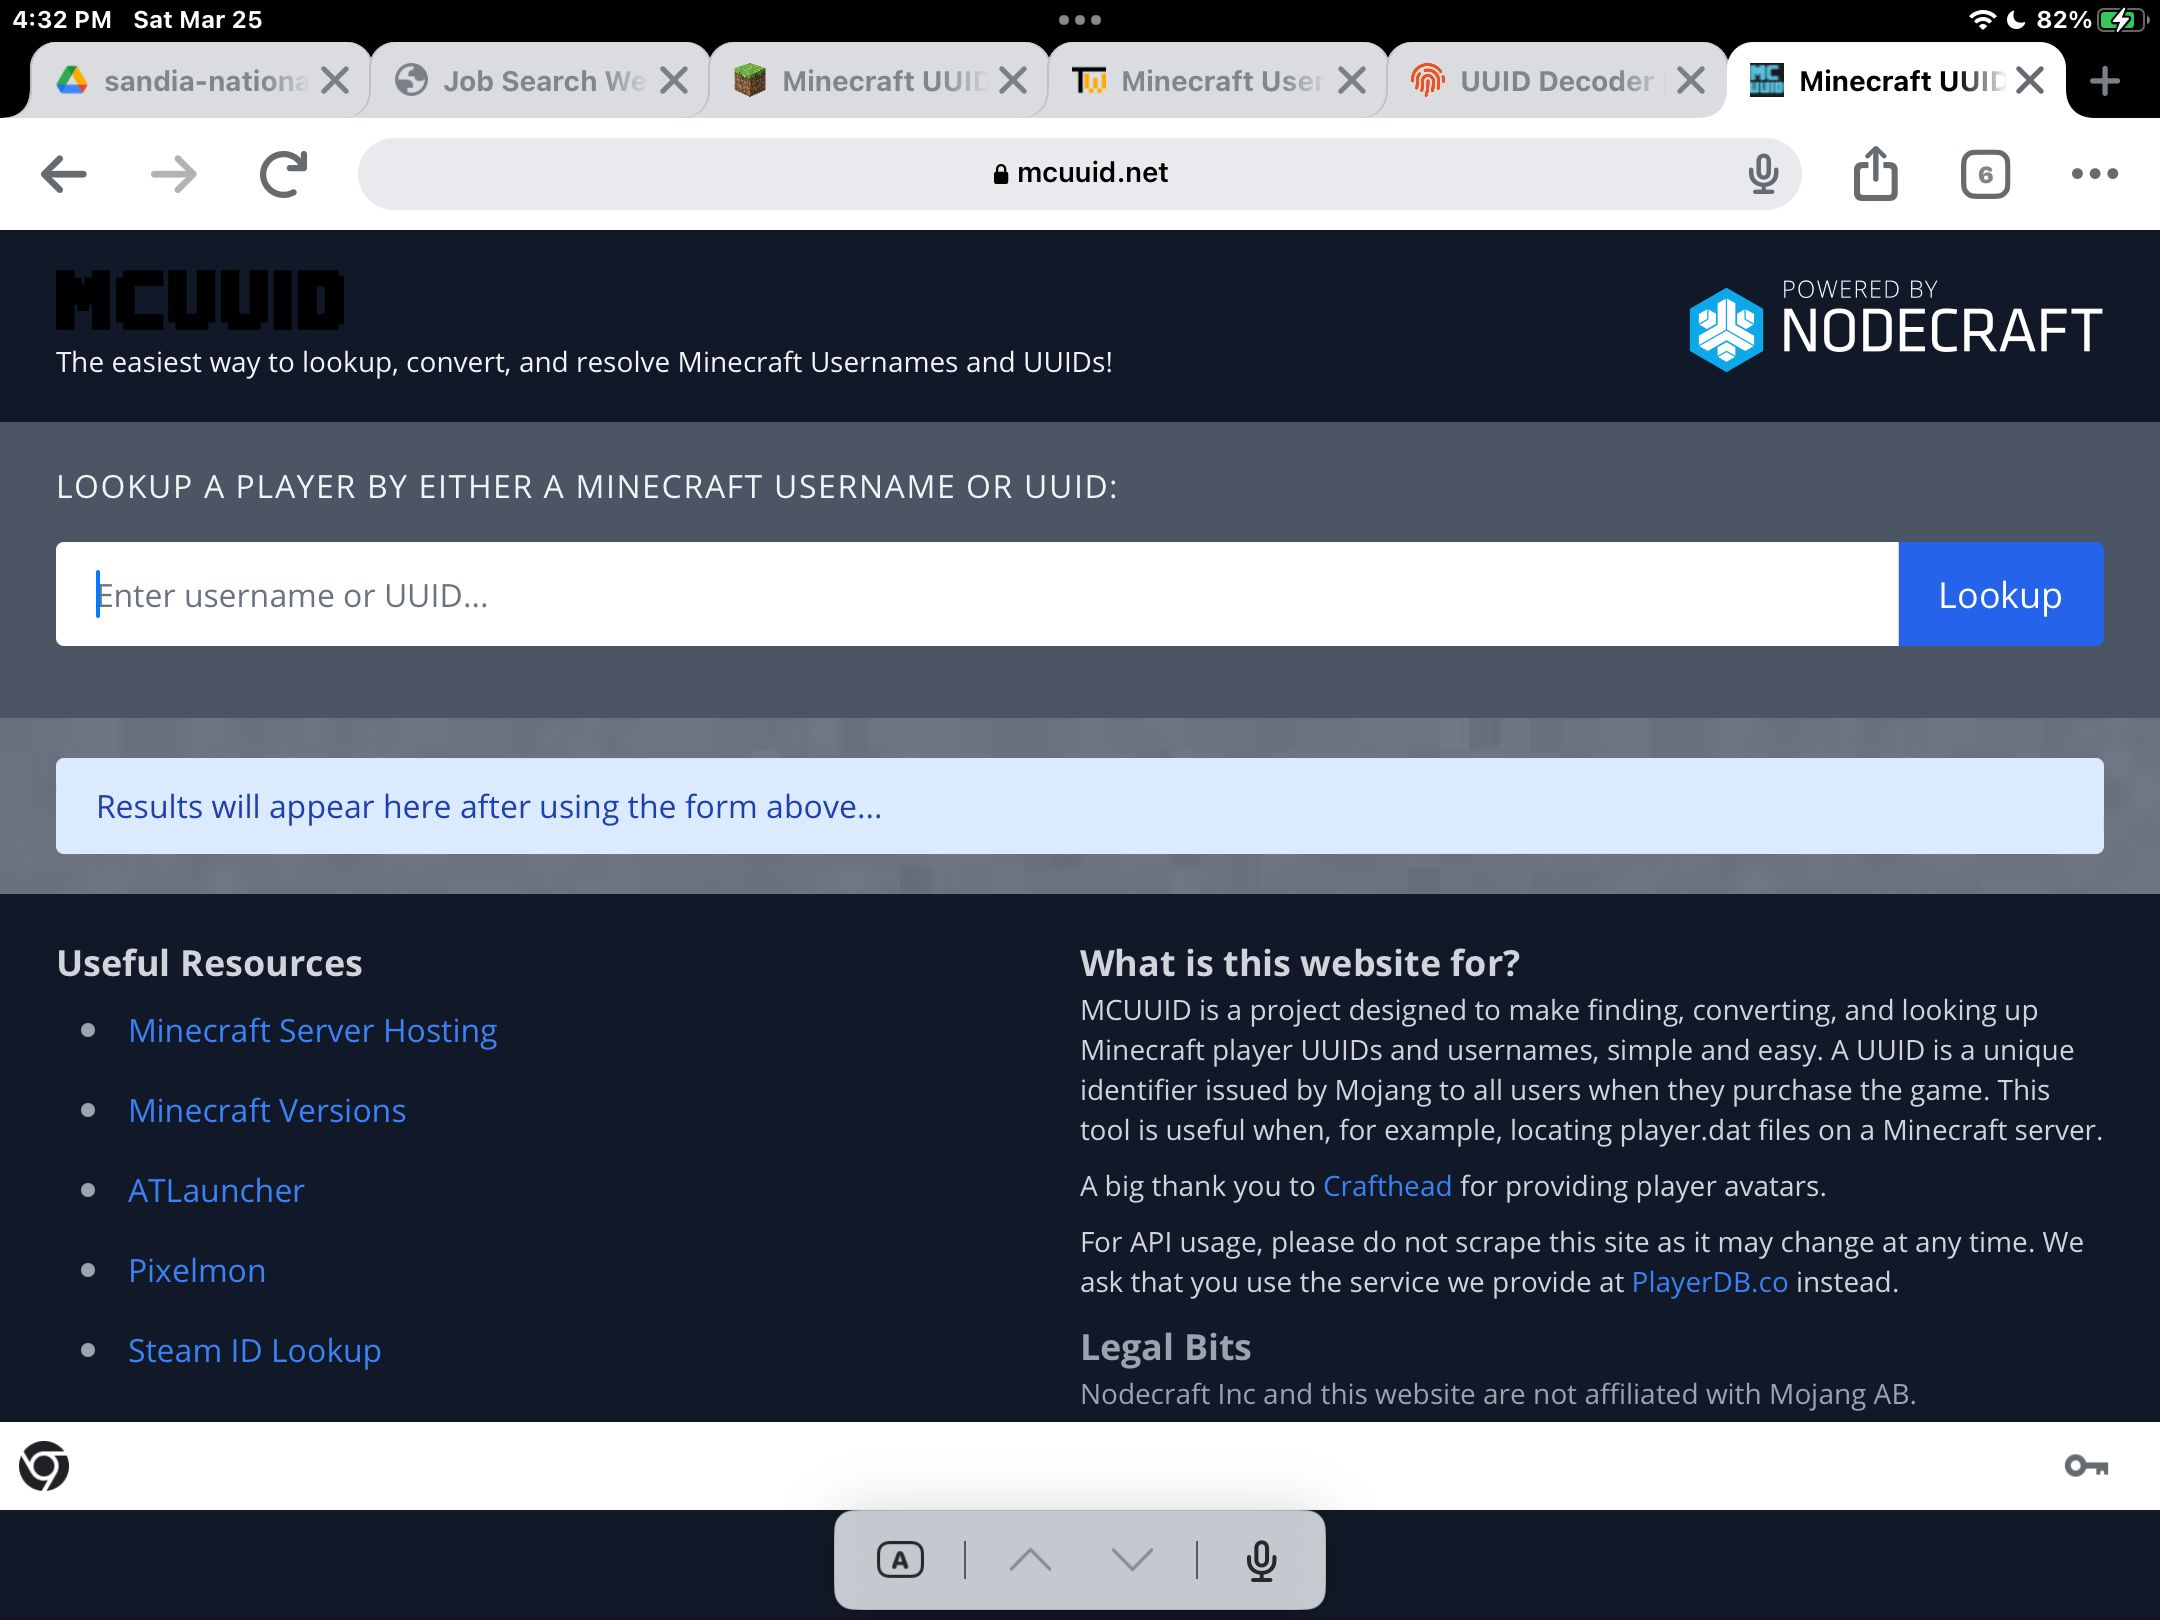 4:32 PM Sat Mar 25
82%
sandia-nationa
Job Search We
Minecraft UUID
Minecraft User
UUID Decoder
Minecraft UUID
mcuuid.net
6
MCUUID
The easiest way to lookup, convert, and resolve Minecraft Usernames and UUIDs!
POWERED BY
NODECRAFT
LOOKUP A PLAYER BY EITHER A MINECRAFT USERNAME OR UUID:
Enter username or UUID...
Lookup
Results will appear here after using the form above...
Useful Resources
Minecraft Server Hosting
Minecraft Versions
ATLauncher
Pixelmon
Steam ID Lookup
What is this website for?
MCUUID is a project designed to make finding, converting, and looking up
Minecraft player UUIDs and usernames, simple and easy. A UUID is a unique
identifier issued by Mojang to all users when they purchase the game. This
tool is useful when, for example, locating player.dat files on a Minecraft server.
A big thank you to Crafthead for providing player avatars.
For API usage, please do not scrape this site as it may change at any time. We
ask that you use the service we provide at PlayerDB.co instead.
Legal Bits
Nodecraft Inc and this website are not affiliated with Mojang AB.
A